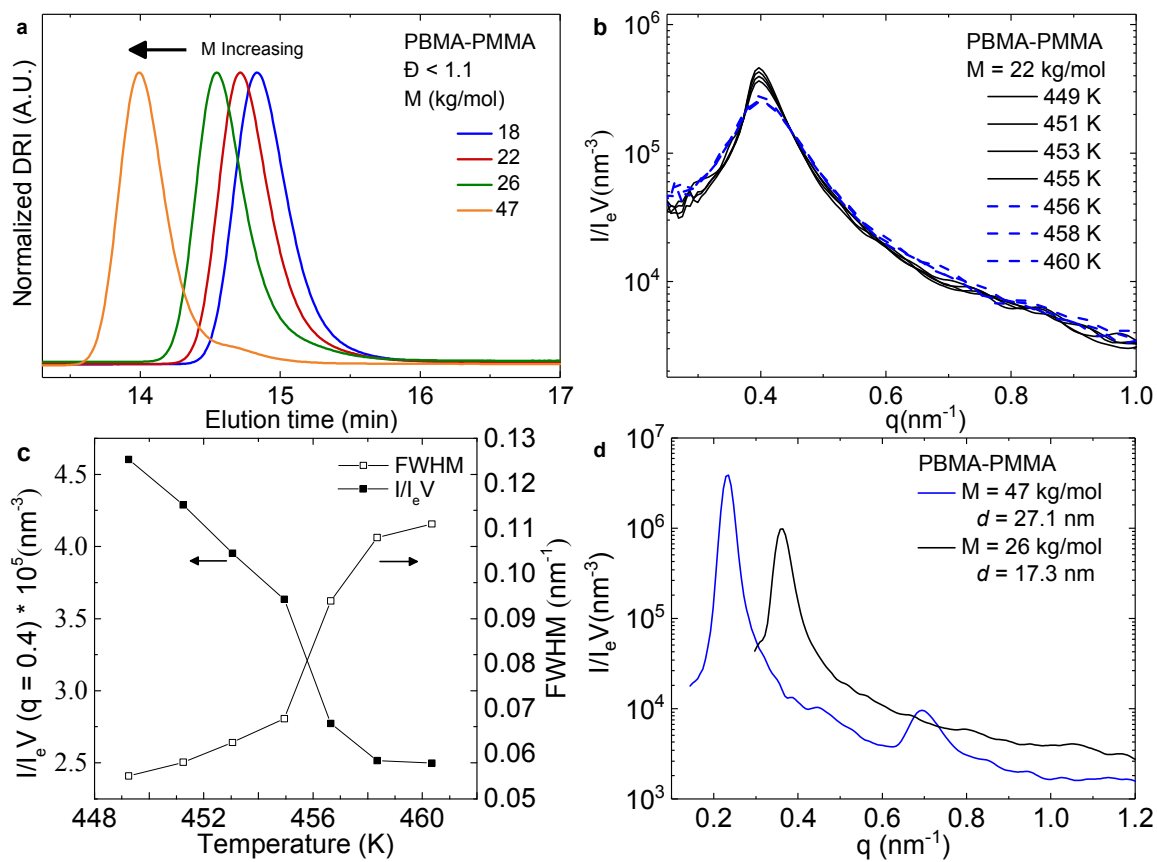 a
M Increasing
PBMA-PMMA
Đ < 1.1
M (kg/mol)
18
22
26
47
Normalized DRI (A.U.)
14 15 16 17
Elution time (min)
b
PBMA-PMMA
M = 22 kg/mol
449 K
451 K
453 K
455 K
456 K
458 K
460 K
10^6
10^5
10^4
I/I_eV(nm^-3)
0.4 0.6 0.8 1.0
q(nm^-1)
c
FWHM
I/I_eV
4.5
4.0
3.5
3.0
2.5
I/I_eV (q = 0.4) * 10^5(nm^-3)
0.13
0.12
0.11
0.10
0.09
0.08
0.07
0.06
0.05
FWHM (nm^-1)
448 452 456 460
Temperature (K)
d
PBMA-PMMA
M = 47 kg/mol
d = 27.1 nm
M = 26 kg/mol
d = 17.3 nm
10^7
10^6
10^5
10^4
10^3
I/I_eV(nm^-3)
0.2 0.4 0.6 0.8 1.0 1.2
q (nm^-1)